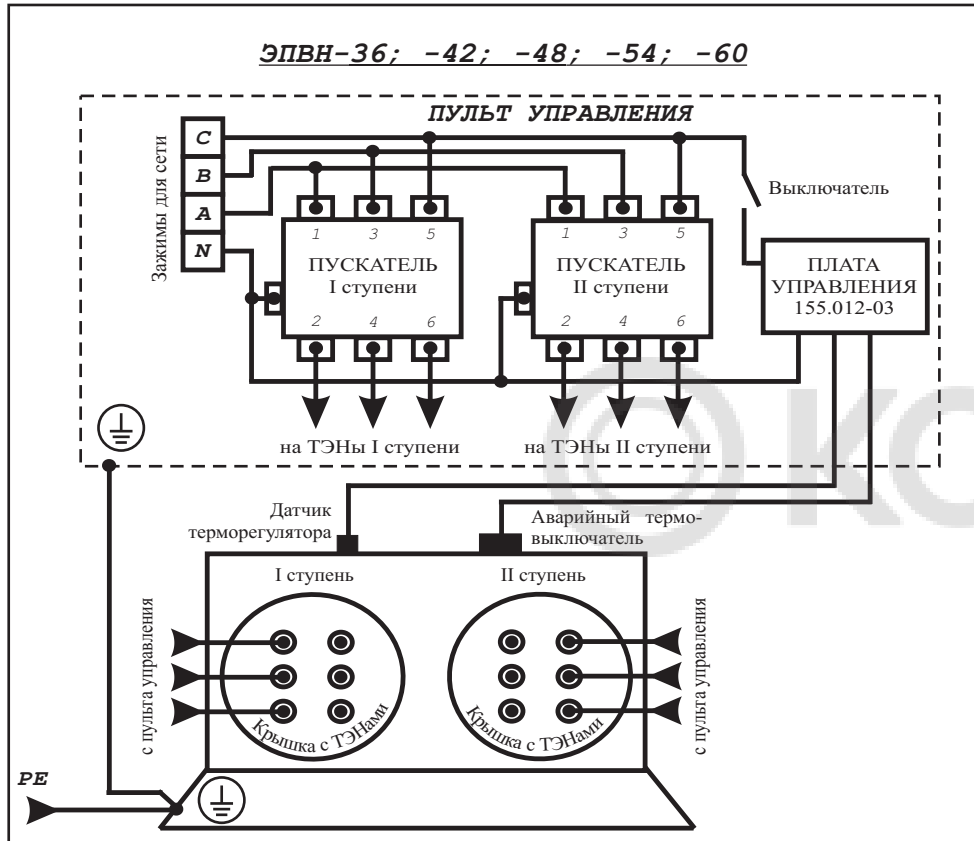 ЭПВН-36; -42; -48; -54; -60
ПУЛЬТ УПРАВЛЕНИЯ
Зажимы для сети
C
B
A
N
Выключатель
1 3 5
ПУСКАТЕЛЬ
I ступени
2 4 6
1 3 5
ПУСКАТЕЛЬ
II ступени
2 4 6
ПЛАТА
УПРАВЛЕНИЯ
155.012-03
на ТЭНы I ступени
на ТЭНы II ступени
Датчик
терморегулятора
Аварийный термо-
выключатель
I ступень
II ступень
с пульта управления
Крышка с ТЭНами
Крышка с ТЭНами
с пульта управления
PE
© КО